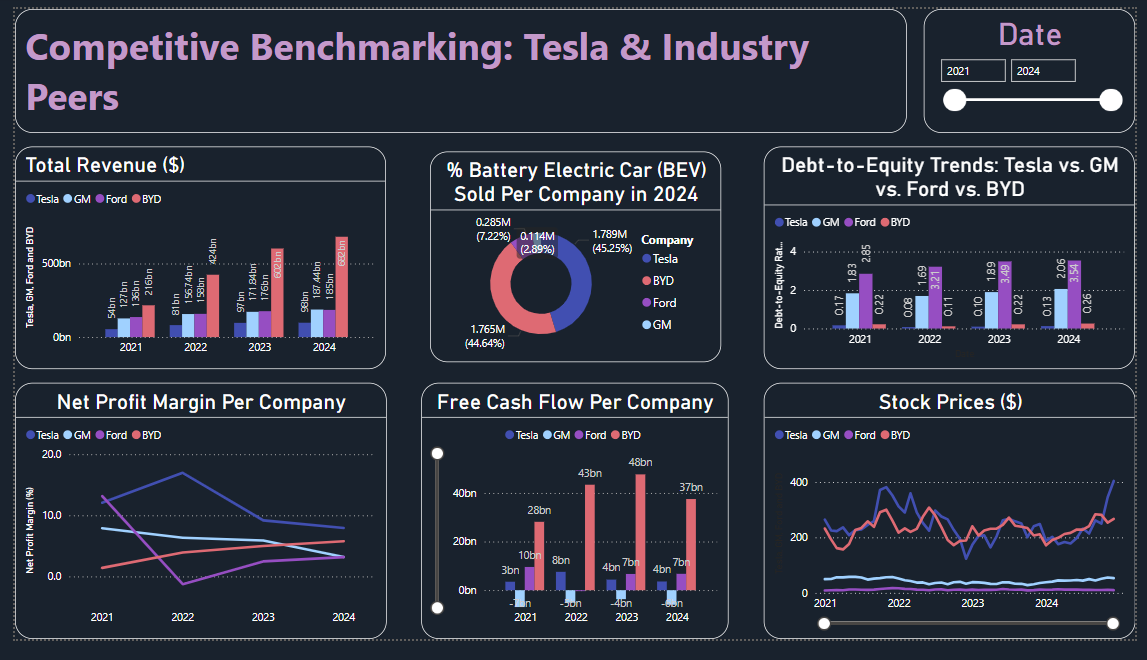 Competitive Benchmarking: Tesla & Industry
Peers
Date
2021
2024
Total Revenue ($)
Tesla GM Ford BYD
Tesla, GM, Ford and BYD
500bn
0bn
54bn
127bn
136bn
216bn
81bn
156.74bn
158bn
424bn
97bn
171.84bn
176bn
602bn
98bn
187.44bn
185bn
682bn
2021
2022
2023
2024
% Battery Electric Car (BEV)
Sold Per Company in 2024
0.285M
(7.22%)
0.114M
(2.89%)
1.789M
(45.25%)
1.765M
(44.64%)
Company
Tesla
BYD
Ford
GM
Debt-to-Equity Trends: Tesla vs. GM
vs. Ford vs. BYD
Tesla GM Ford BYD
Debt-to-Equity Rat...
4
2
0
0.17
1.83
2.85
0.22
0.08
1.69
3.21
0.11
0.10
1.89
3.49
0.22
0.13
2.06
3.54
0.26
2021
2022
2023
2024
Net Profit Margin Per Company
Tesla GM Ford BYD
Net Profit Margin (%)
20.0
10.0
0.0
2021
2022
2023
2024
Free Cash Flow Per Company
Tesla GM Ford BYD
40bn
20bn
0bn
3bn
10bn
28bn
8bn
43bn
4bn
7bn
48bn
-4bn
4bn
7bn
37bn
2021
2022
2023
2024
Stock Prices ($)
Tesla GM Ford BYD
400
200
0
2021
2022
2023
2024